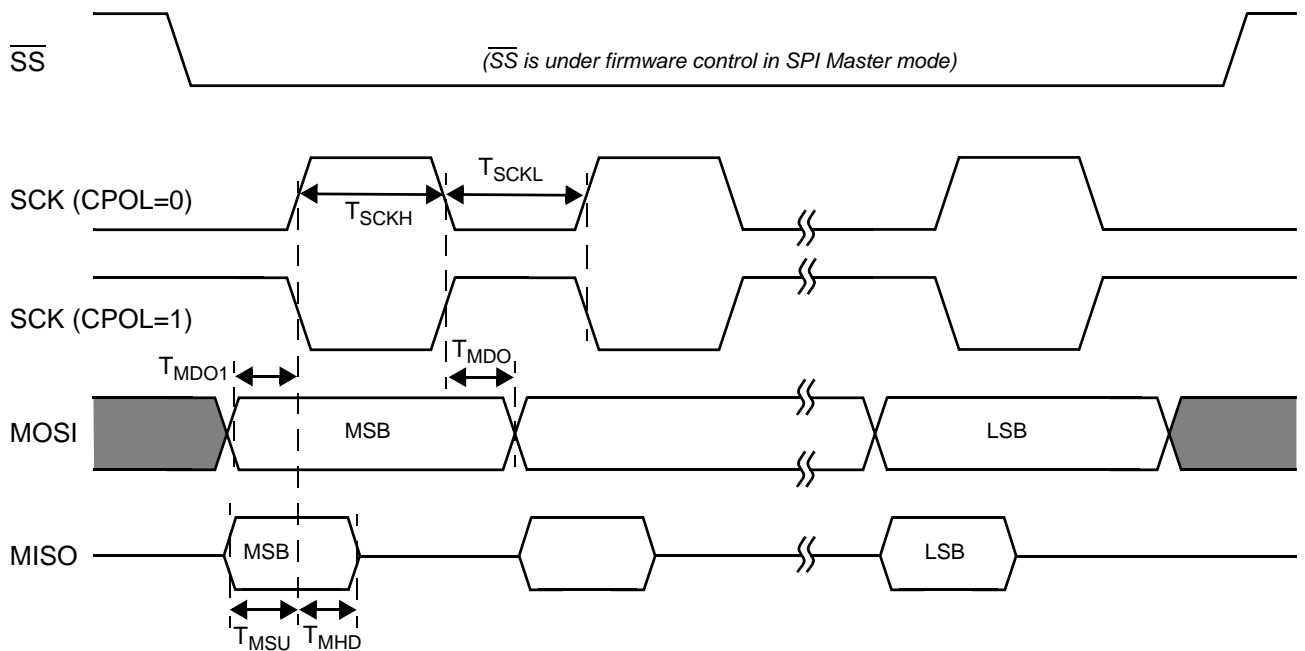 SS
(SS is under firmware control in SPI Master mode)
SCK (CPOL=0)
TSCKH
TSCKL
SCK (CPOL=1)
TMDO1
TMDO
MOSI
MSB
LSB
MISO
MSB
LSB
TMSU
TMHD